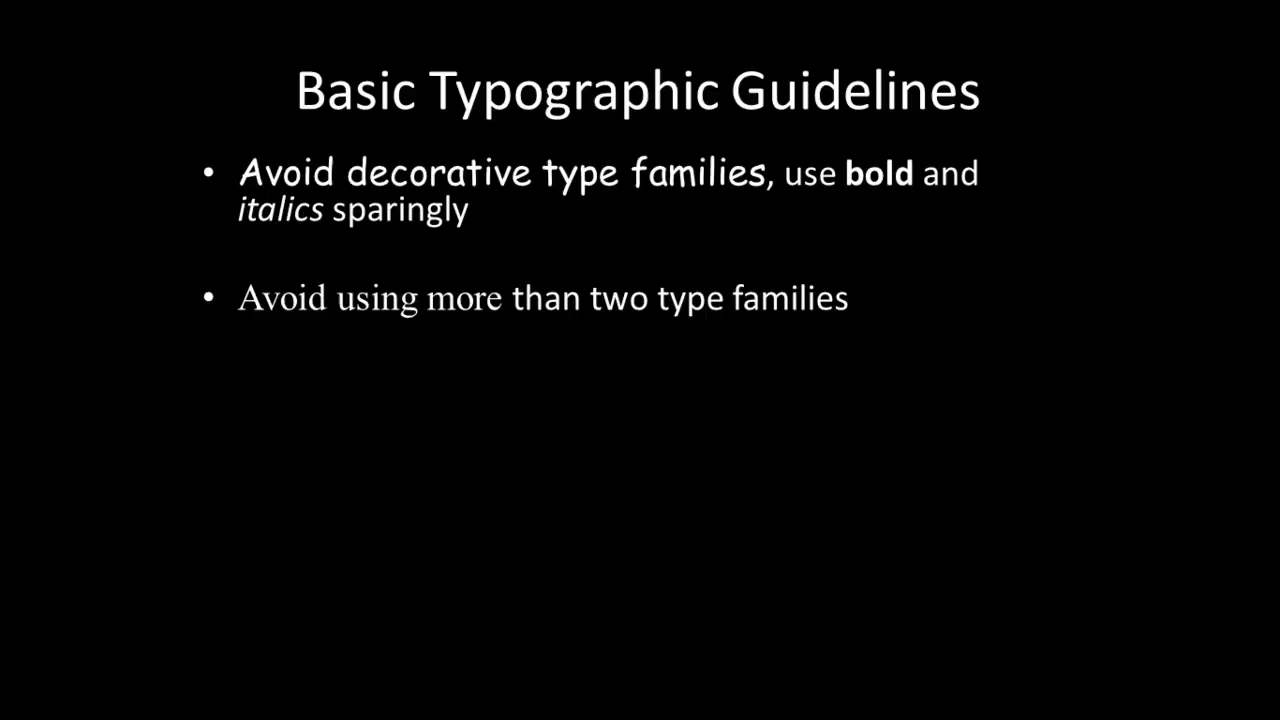 Basic Typographic Guidelines
• Avoid decorative type families, use bold and
italics sparingly
• Avoid using more than two type families